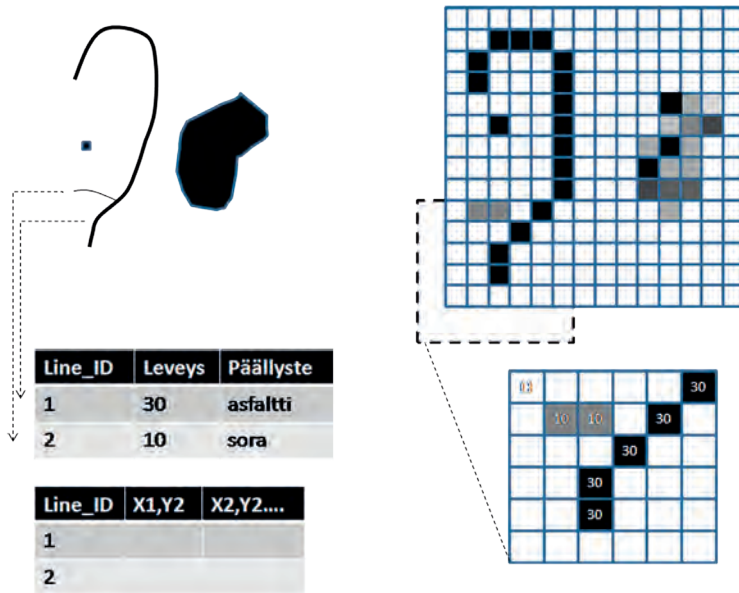 Line_ID Leveys Päällyste
1 30 asfaltti
2 10 sora
Line_ID X1,Y2 X2,Y2....
1
2
30
10 10 30
30
30
30